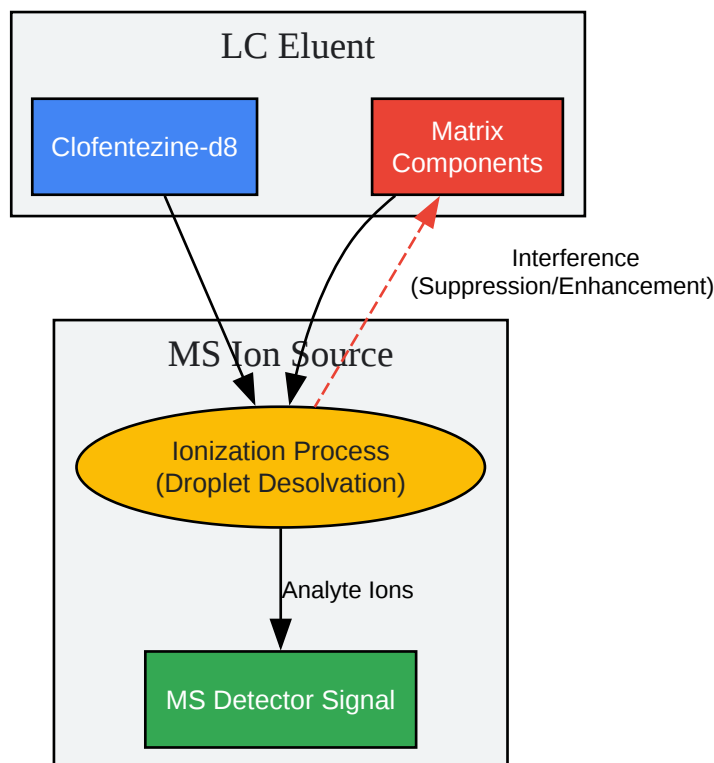 LC Eluent
Clofentezine-d8
Matrix
Components
Interference
(Suppression/Enhancement)
MS Ion Source
Ionization Process
(Droplet Desolvation)
Analyte Ions
MS Detector Signal